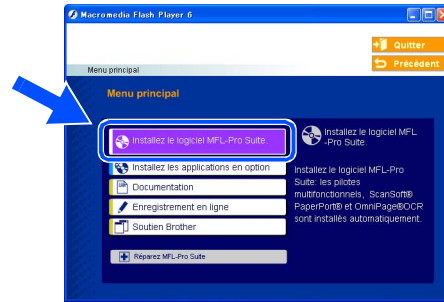 Macromedia Flash Player 6
Quitter
Précédent
Menu principal
Menu principal
Installez le logiciel MFL-Pro Suite.
Installez les applications en option
Documentation
Enregistrement en ligne
Soutien Brother
Réparez MFL-Pro Suite
Installez le logiciel MFL
-Pro Suite.
Installez le logiciel MFL-Pro
Suite: les pilotes
multifonctionnels, ScanSoft®
PaperPort® et OmniPage®OCR
sont installés automatiquement.